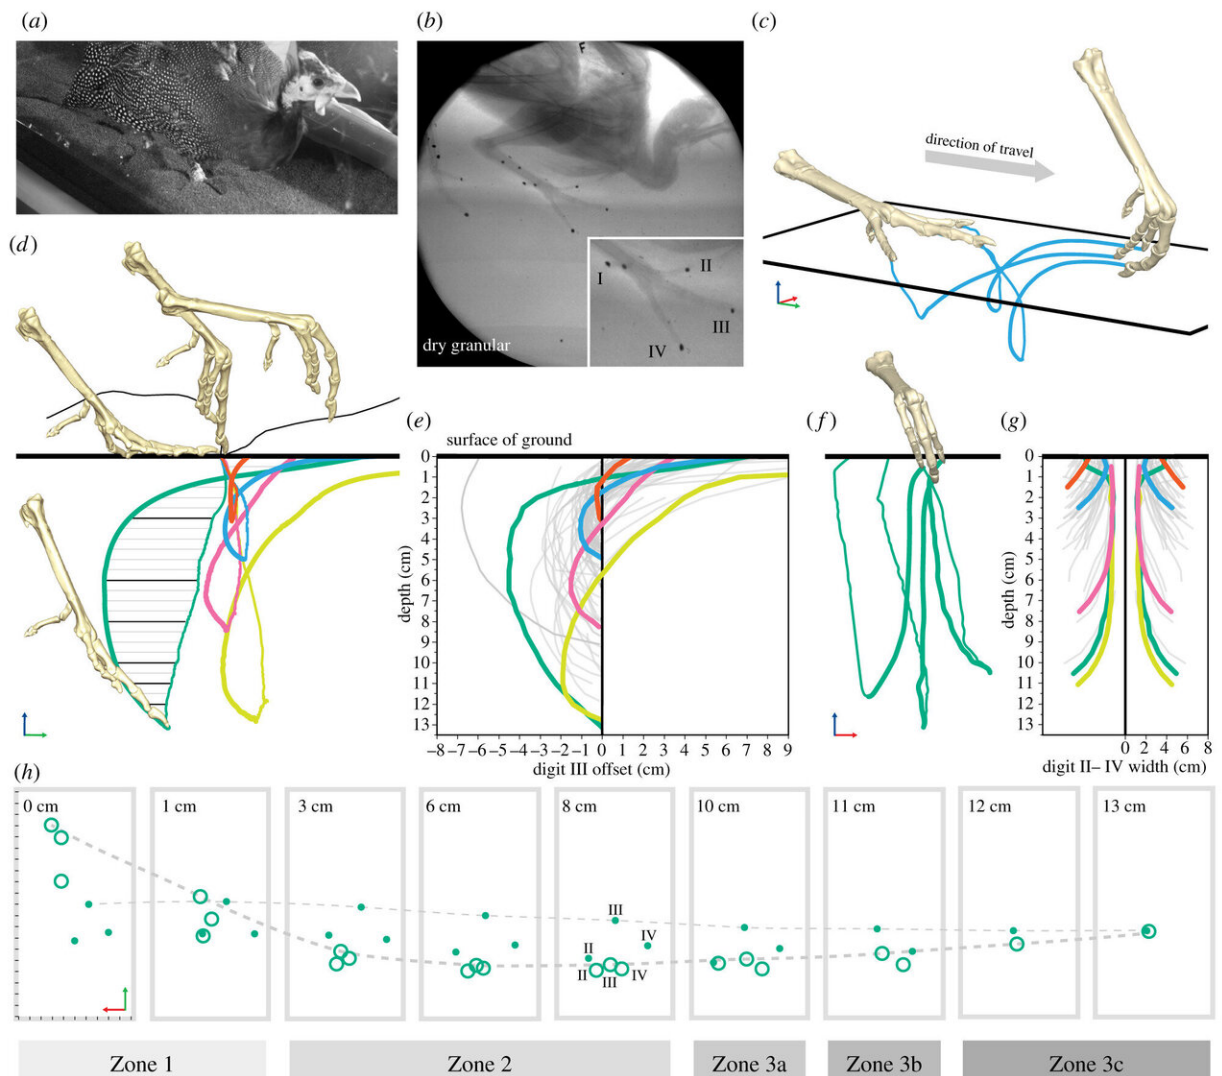 (a)
(b)
F
dry granular
I
II
III
IV
(c)
direction of travel
(d)
(e)
surface of ground
0
1
2
3
4
5
6
7
8
9
10
11
12
13
depth (cm)
–8 –7 –6 –5 –4 –3 –2 –1 0 1 2 3 4 5 6 7 8 9
digit III offset (cm)
(f)
(g)
0
1
2
3
4
5
6
7
8
9
10
11
12
13
depth (cm)
0 2 4 6 8
digit II– IV width (cm)
(h)
0 cm 1 cm 3 cm 6 cm 8 cm 10 cm 11 cm 12 cm 13 cm
III
IV
II
II III IV
Zone 1 Zone 2 Zone 3a Zone 3b Zone 3c